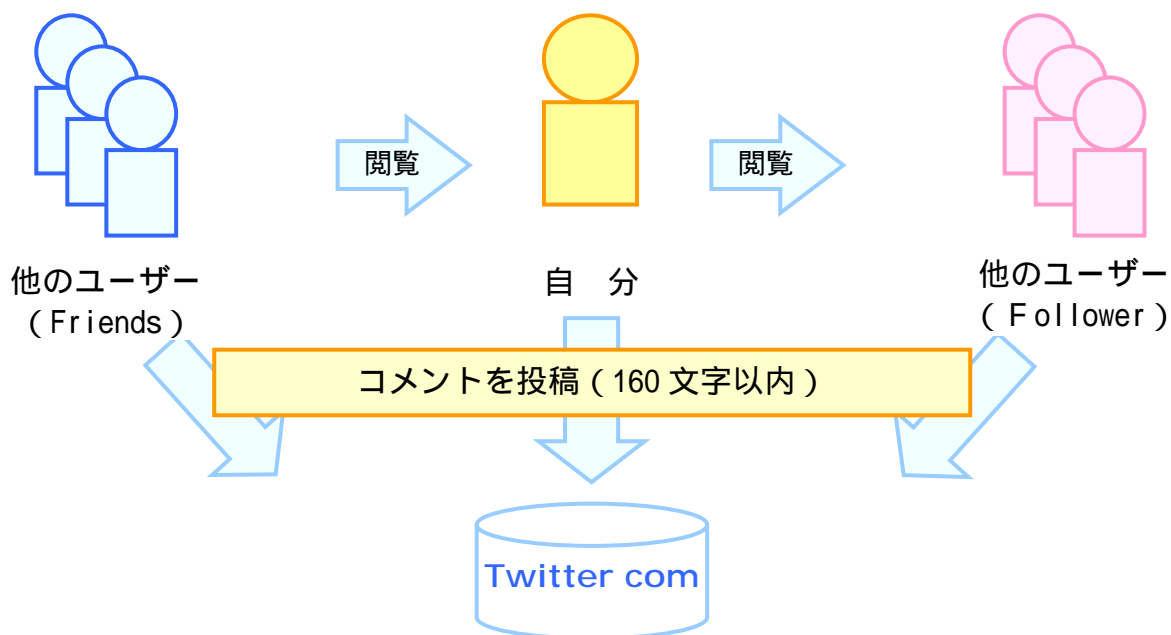 閲覧
閲覧
他のユーザー
（Friends）
自　分
他のユーザー
（Follower）
コメントを投稿（160 文字以内）
Twitter com